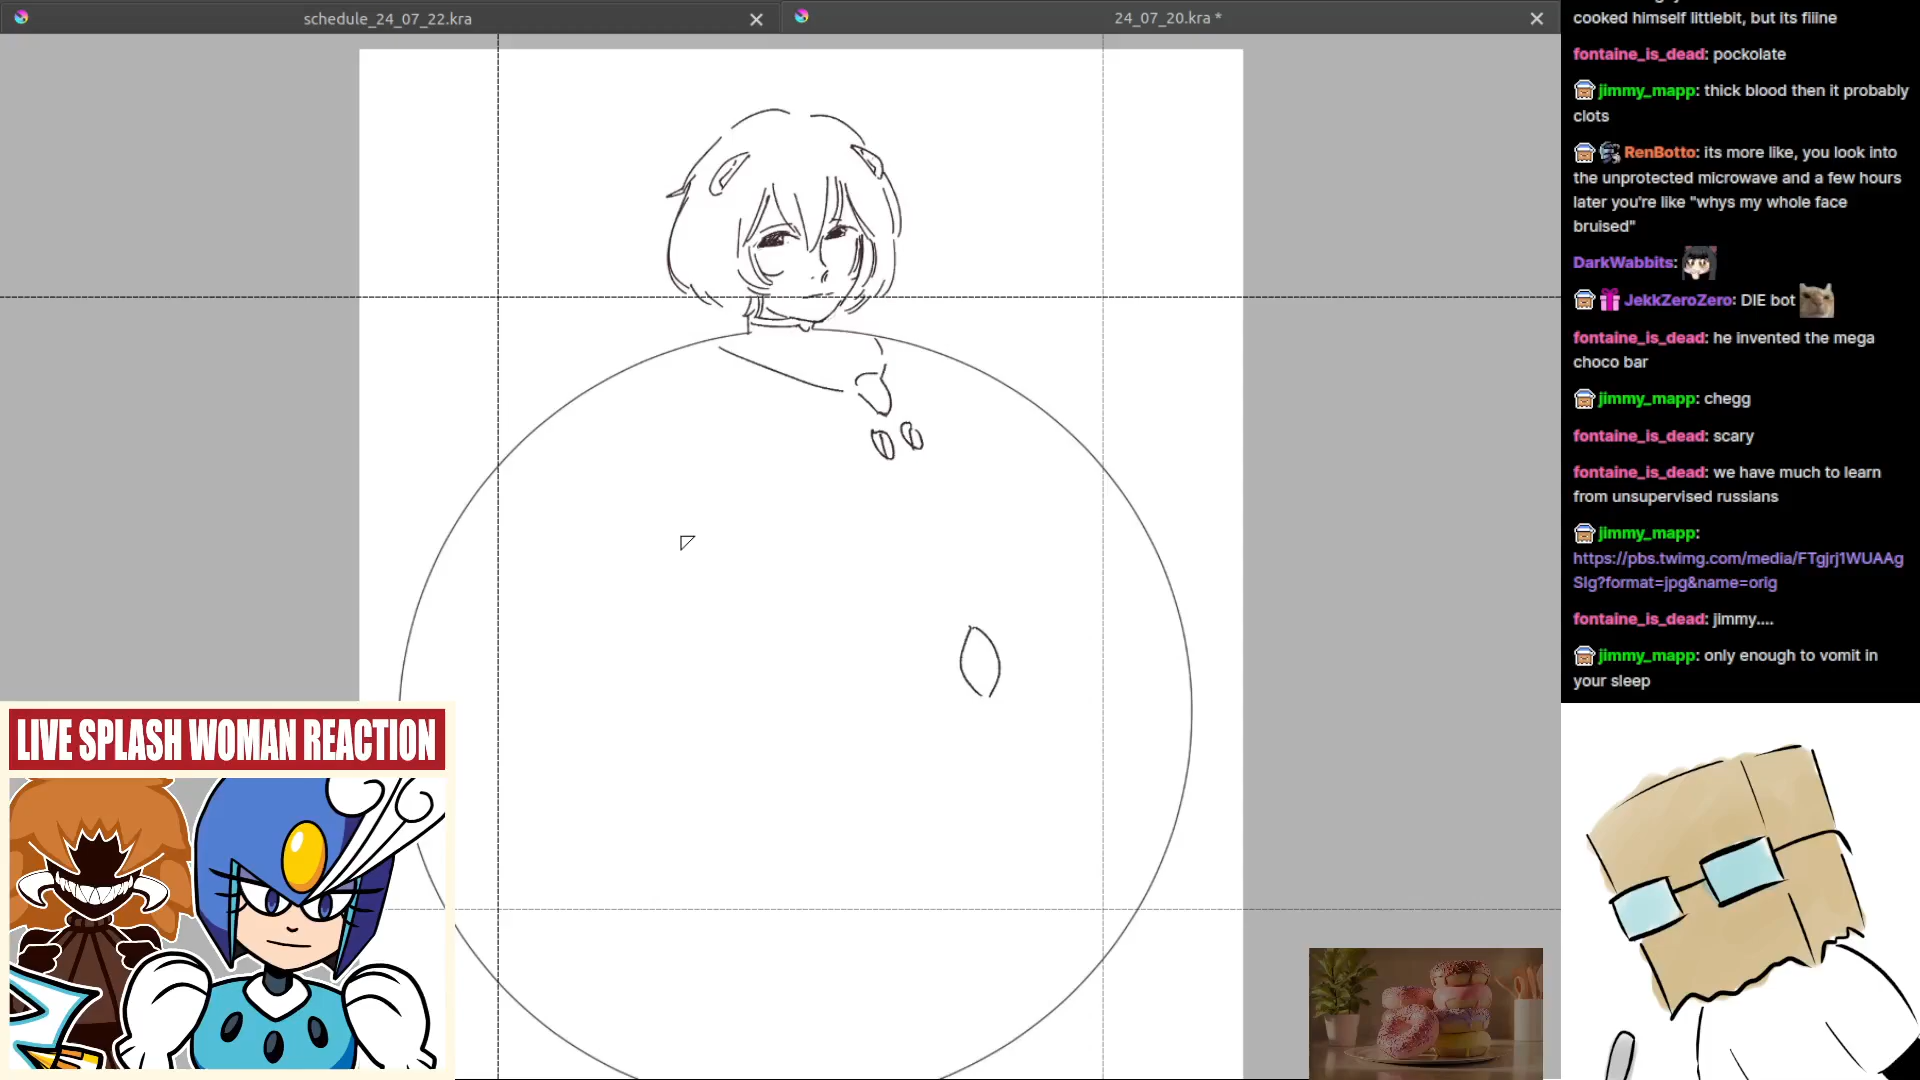 schedule_24_07_22.kra
24_07_20.kra *
cooked himself littlebit, but its fiiine
fontaine_is_dead: pockolate
jimmy_mapp: thick blood then it probably
clots
RenBotto: its more like, you look into
the unprotected microwave and a few hours
later you're like "whys my whole face
bruised"
DarkWabbits:
JekkZeroZero: DIE bot
fontaine_is_dead: he invented the mega
choco bar
jimmy_mapp: chegg
fontaine_is_dead: scary
fontaine_is_dead: we have much to learn
from unsupervised russians
jimmy_mapp:
https://pbs.twimg.com/media/FTgjrj1WUAAg
SIg?format=jpg&name=orig
fontaine_is_dead: jimmy....
jimmy_mapp: only enough to vomit in
your sleep
LIVE SPLASH WOMAN REACTION